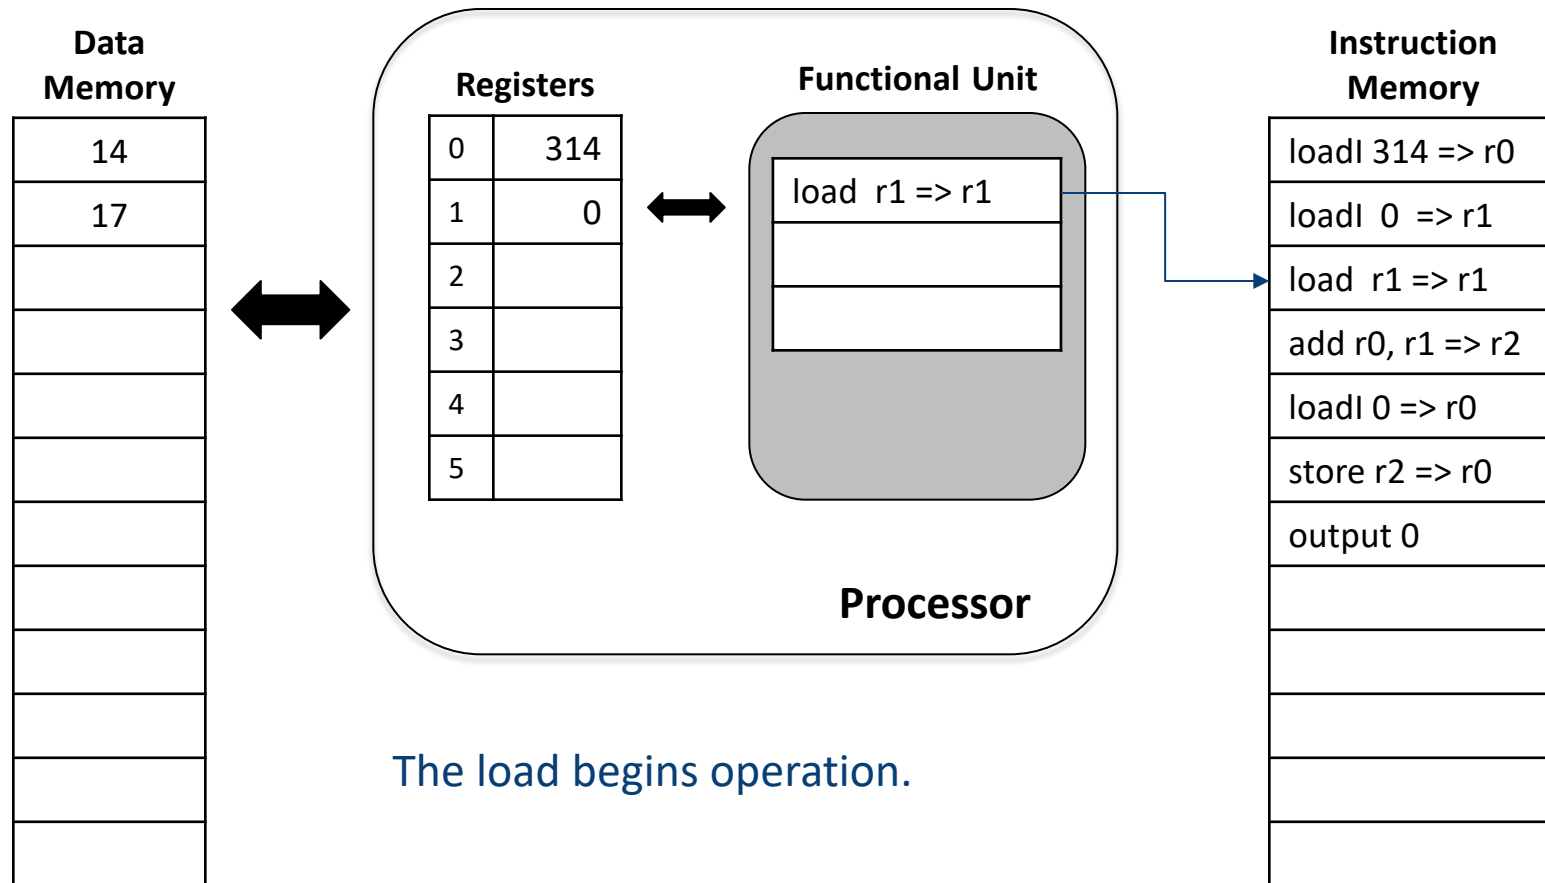 Data
Memory
14
17
Registers
0 314
1 0
2
3
4
5
Functional Unit
load r1 => r1
Processor
The load begins operation.
Instruction
Memory
loadI 314 => r0
loadI 0 => r1
load r1 => r1
add r0, r1 => r2
loadI 0 => r0
store r2 => r0
output 0